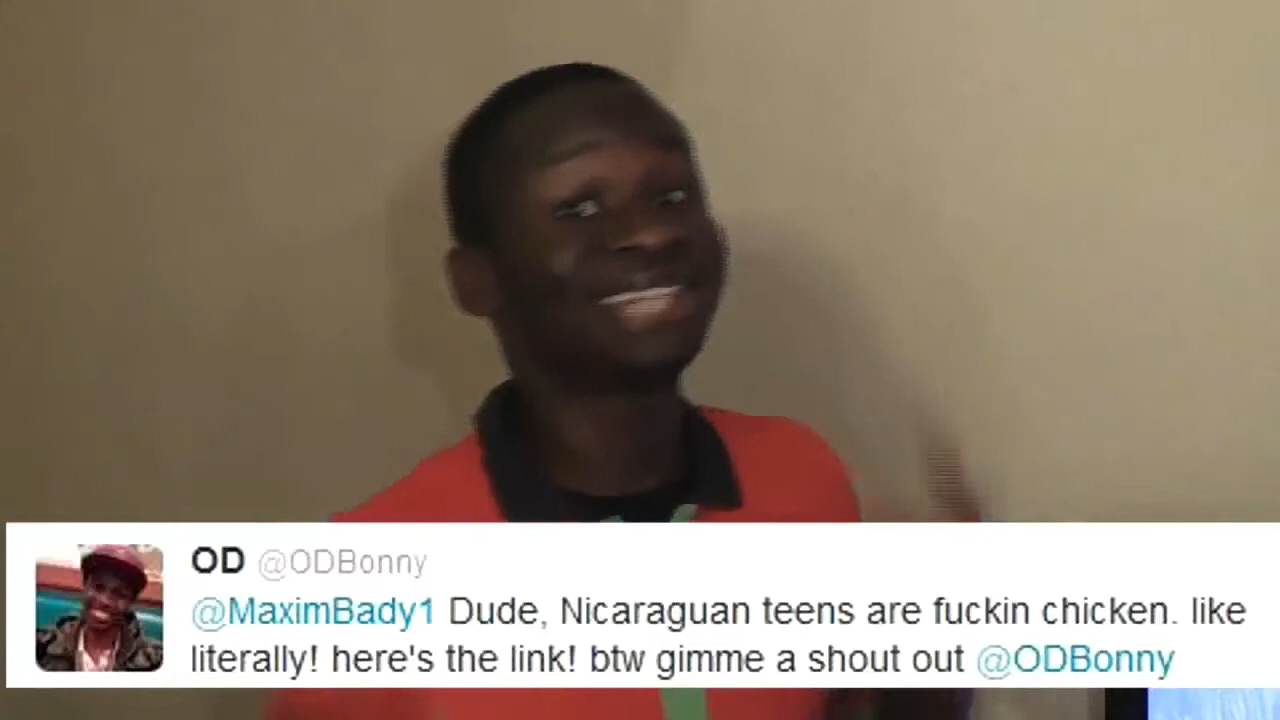 OD @ODBonny
@MaximBady1 Dude, Nicaraguan teens are fuckin chicken. like
literally! here's the link! btw gimme a shout out @ODBonny